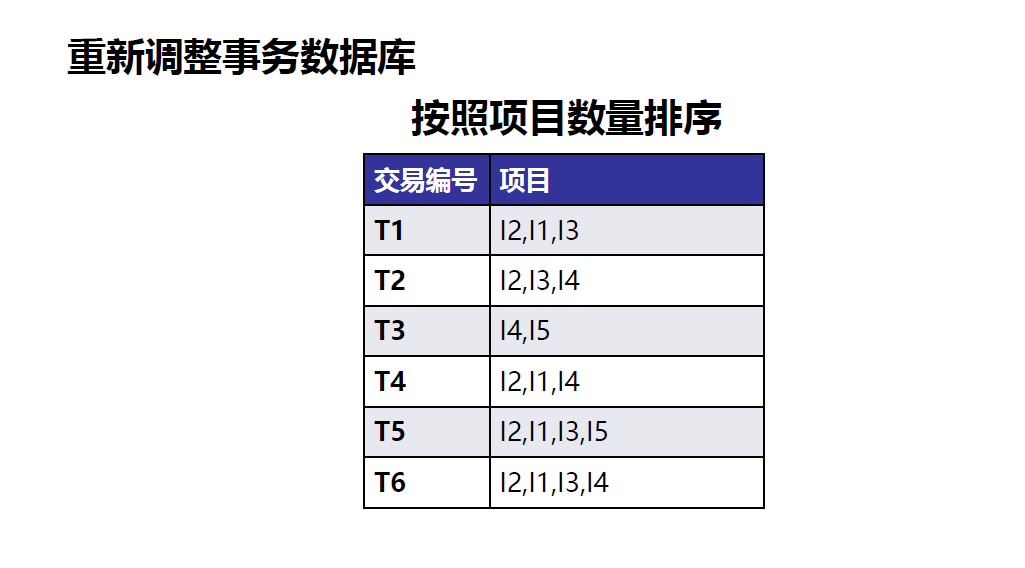 重新调整事务数据库
按照项目数量排序
交易编号 项目
T1 I2,I1,I3
T2 I2,I3,I4
T3 I4,I5
T4 I2,I1,I4
T5 I2,I1,I3,I5
T6 I2,I1,I3,I4